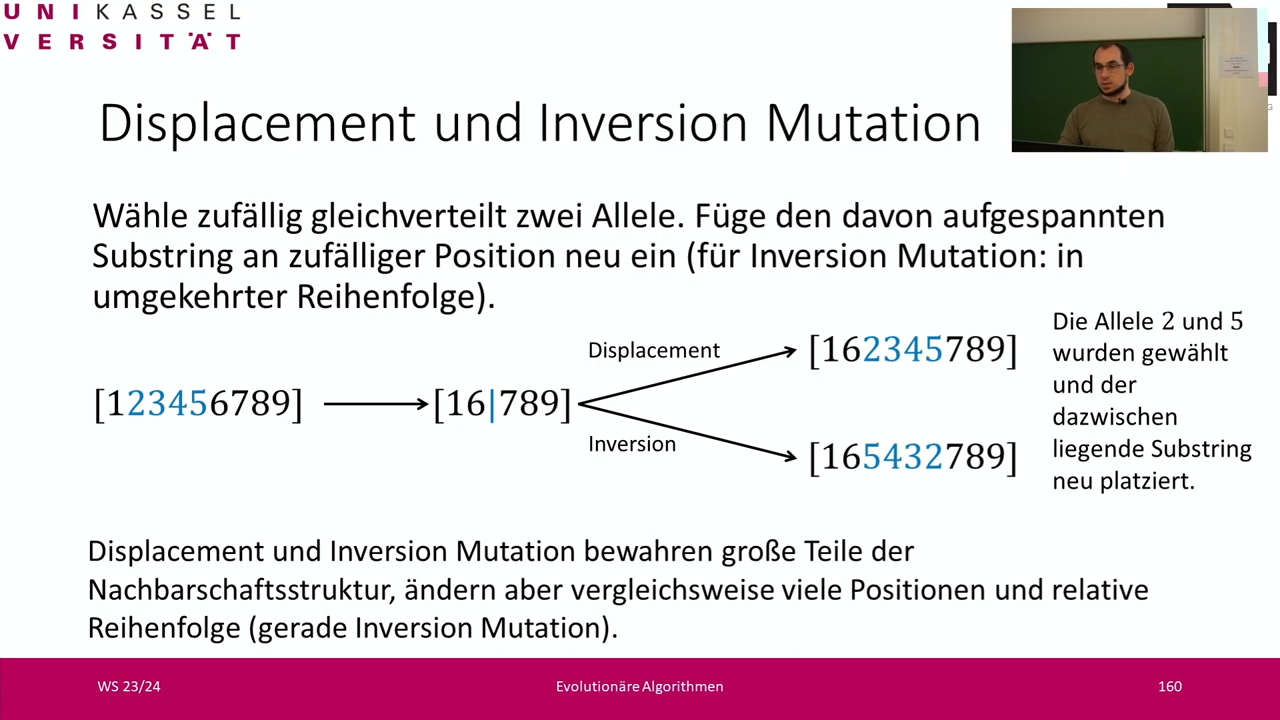 UNIKASSEL
VERSITÄT
Displacement und Inversion Mutation
Wähle zufällig gleichverteilt zwei Allele. Füge den davon aufgespannten
Substring an zufälliger Position neu ein (für Inversion Mutation: in
umgekehrter Reihenfolge).
[123456789]
[16|789]
Displacement
[162345789]
Inversion
[165432789]
Die Allele 2 und 5
wurden gewählt
und der
dazwischen
liegende Substring
neu platziert.
Displacement und Inversion Mutation bewahren große Teile der
Nachbarschaftsstruktur, ändern aber vergleichsweise viele Positionen und relative
Reihenfolge (gerade Inversion Mutation).
WS 23/24
Evolutionäre Algorithmen
160